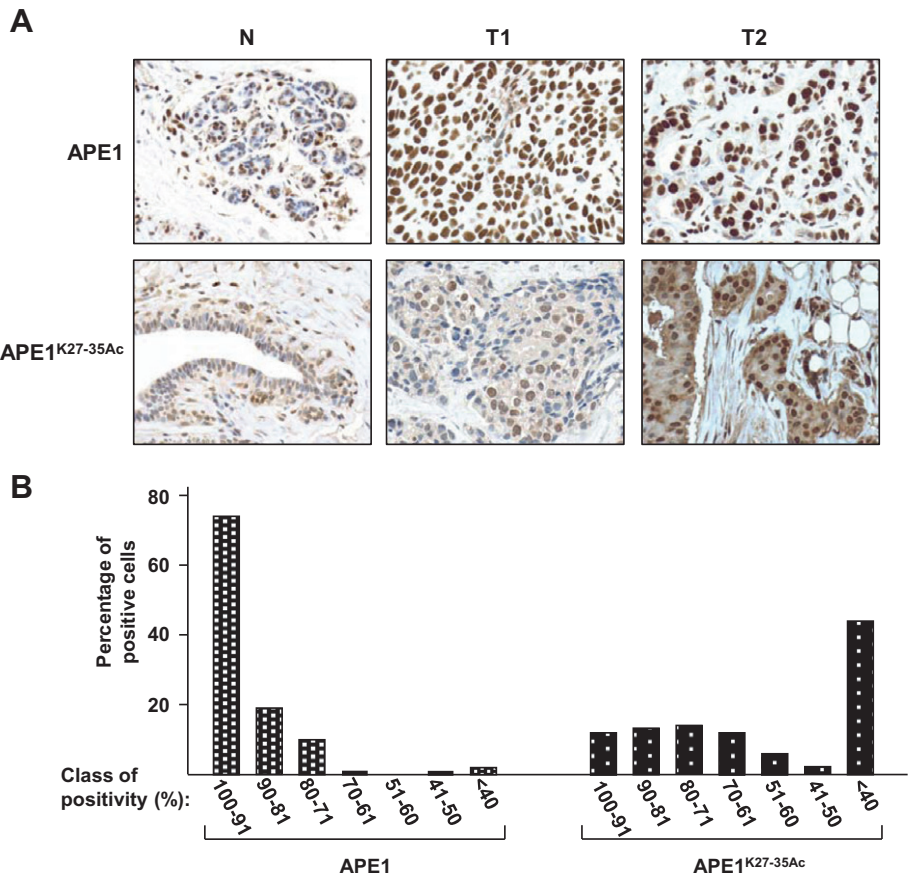 A
N
T1
T2
APE1
APE1K27-35Ac
B
Percentage of
positive cells
80
60
40
20
Class of
positivity (%):
100-91
90-81
80-71
70-61
51-60
41-50
<40
100-91
90-81
80-71
70-61
51-60
41-50
<40
APE1
APE1K27-35Ac